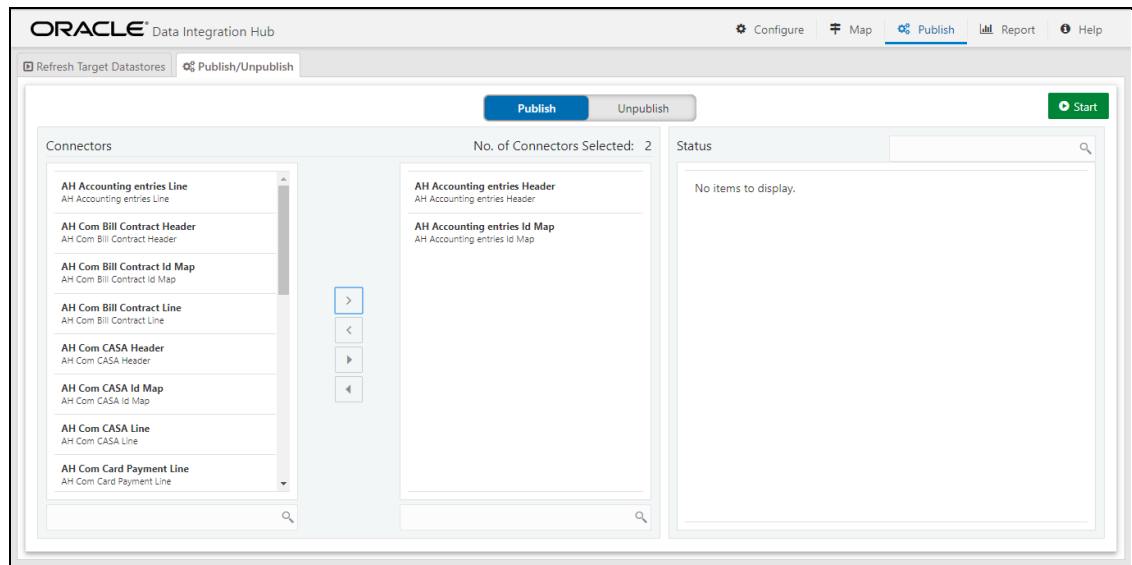 ORACLE® Data Integration Hub
Configure
Map
Publish
Report
Help
Refresh Target Datastores
Publish/Unpublish
Publish
Unpublish
Start
Connectors
No. of Connectors Selected: 2
AH Accounting entries Line
AH Accounting entries Line
AH Com Bill Contract Header
AH Com Bill Contract Header
AH Com Bill Contract Id Map
AH Com Bill Contract Id Map
AH Com Bill Contract Line
AH Com Bill Contract Line
AH Com CASA Header
AH Com CASA Header
AH Com CASA Id Map
AH Com CASA Id Map
AH Com CASA Line
AH Com CASA Line
AH Com Card Payment Line
AH Com Card Payment Line
AH Accounting entries Header
AH Accounting entries Header
AH Accounting entries Id Map
AH Accounting entries Id Map
Status
No items to display.